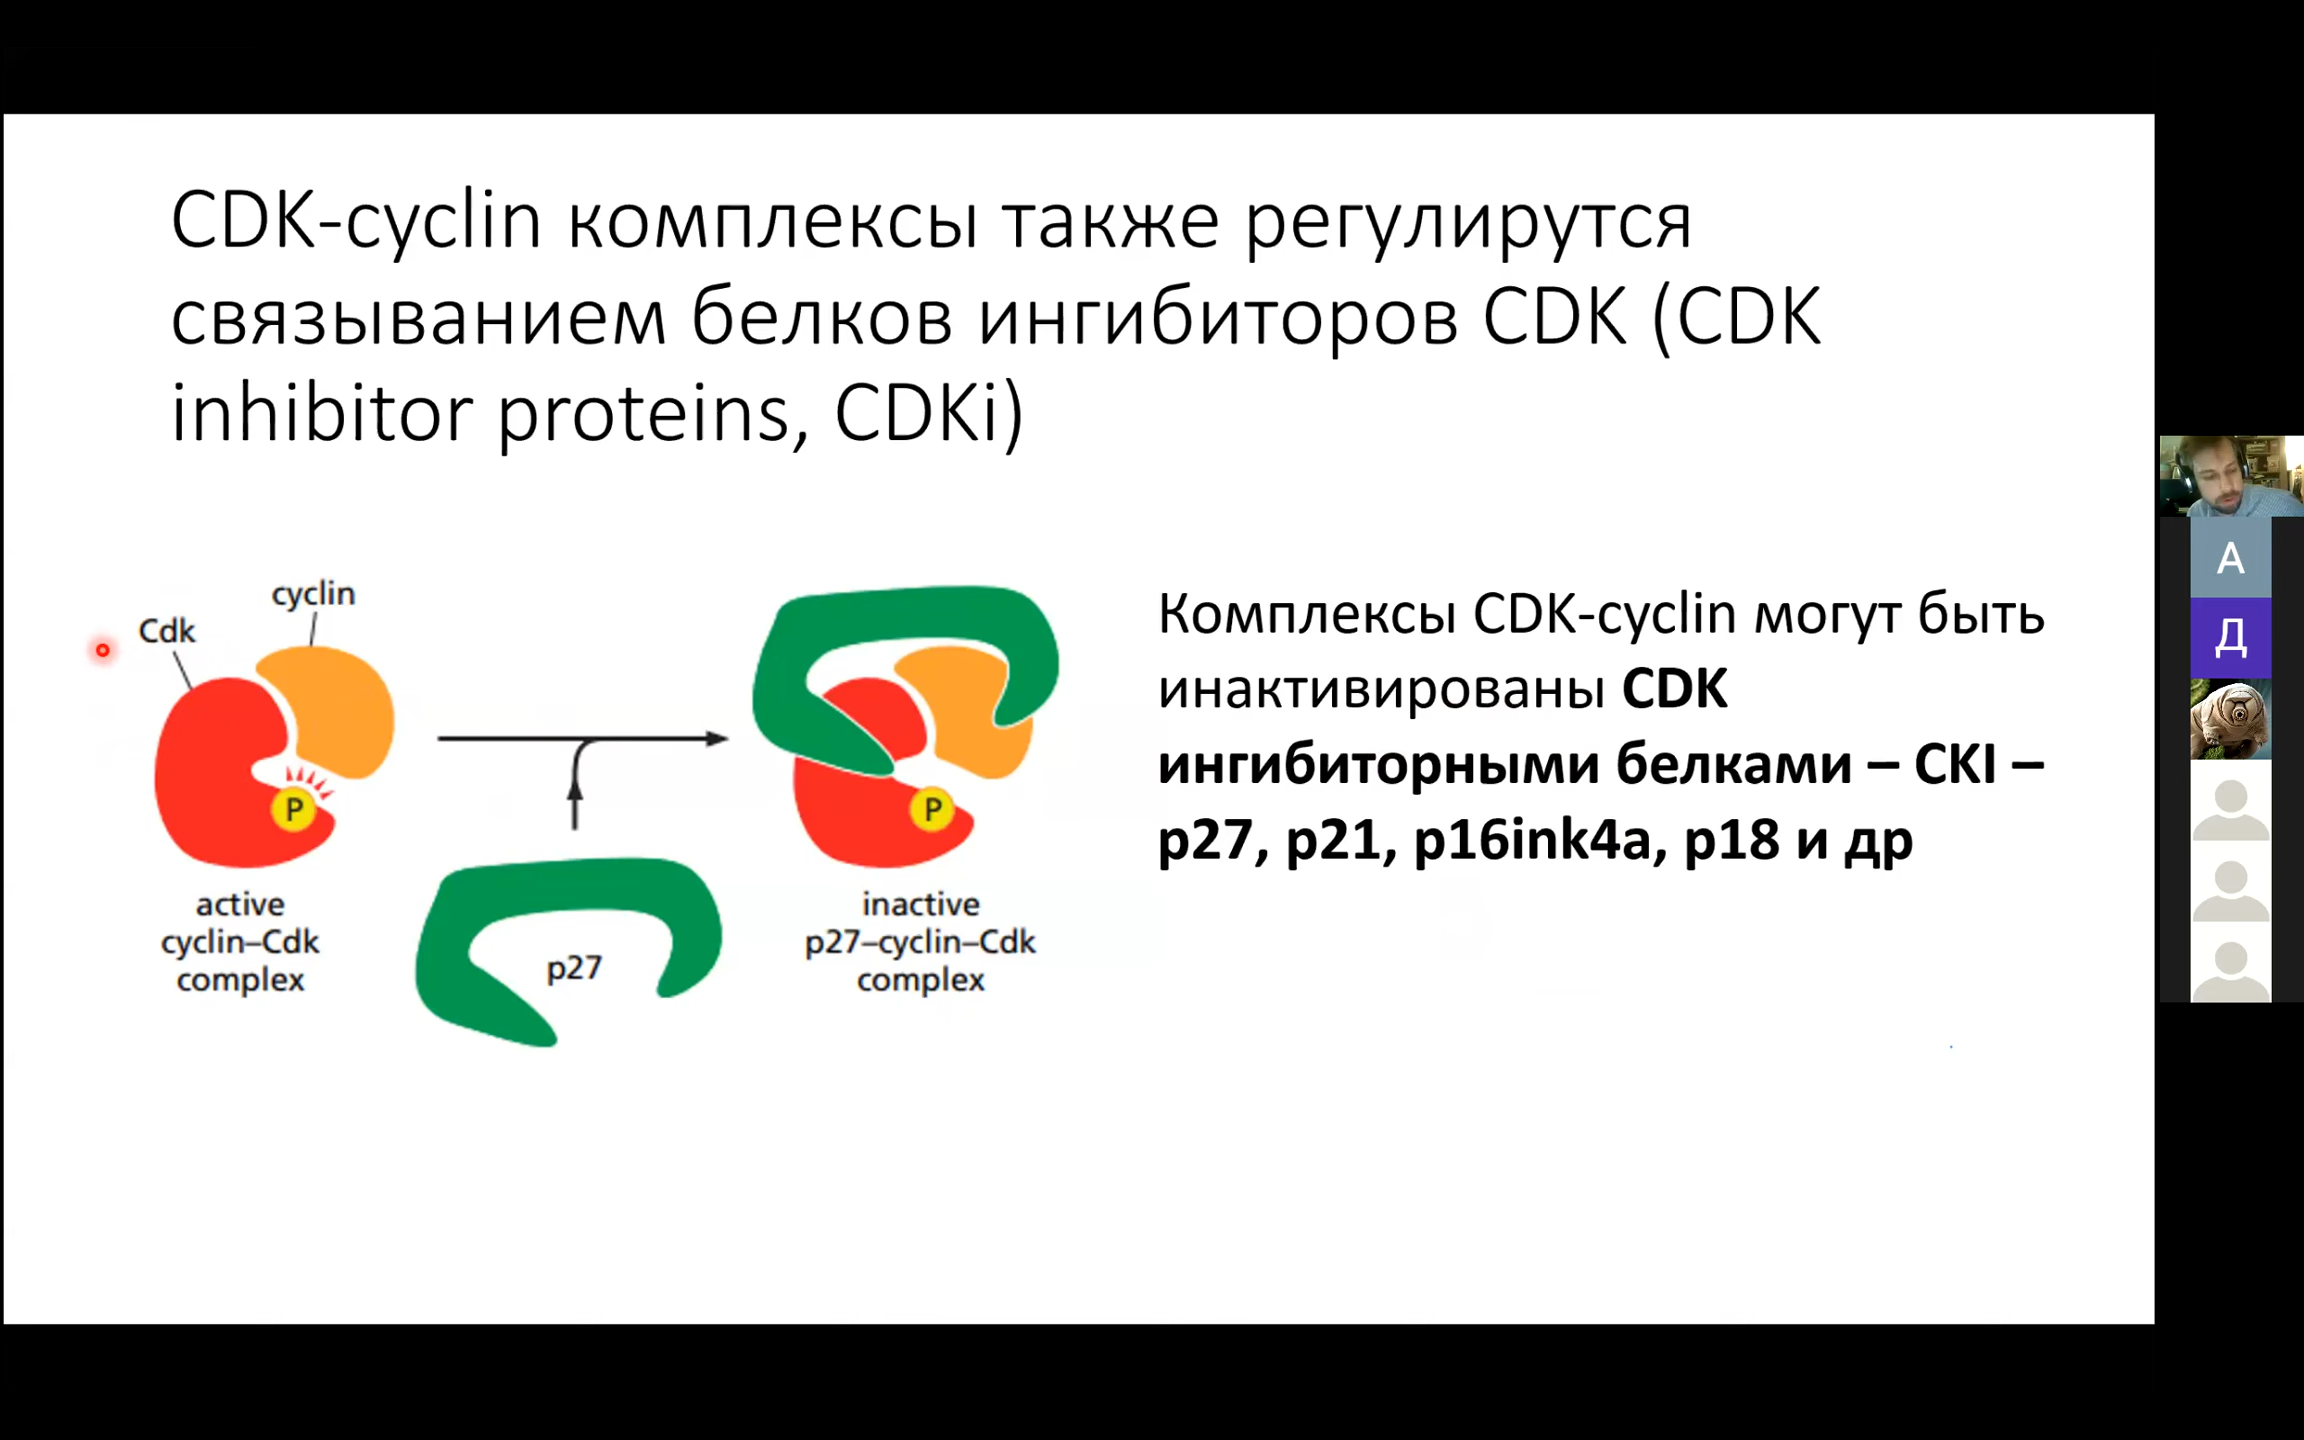 CDK-cyclin комплексы также регулирутся
связыванием белков ингибиторов CDK (CDK
inhibitor proteins, CDKi)
cyclin
Cdk
P
active
cyclin–Cdk
complex
p27
P
inactive
p27–cyclin–Cdk
complex
Комплексы CDK-cyclin могут быть
инактивированы CDK
ингибиторными белками – CKI –
p27, p21, p16ink4a, p18 и др
А
Д